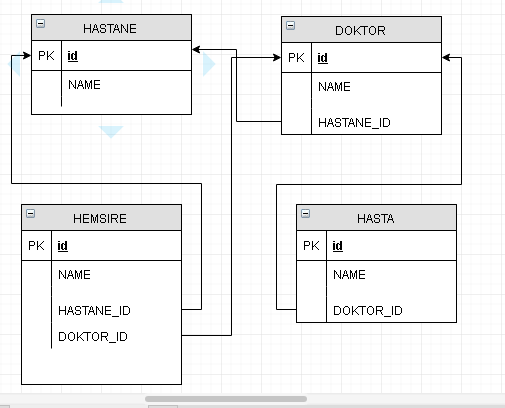 HASTANE
PK id
NAME
DOKTOR
PK id
NAME
HASTANE_ID
HEMSIRE
PK id
NAME
HASTANE_ID
DOKTOR_ID
HASTA
PK id
NAME
DOKTOR_ID